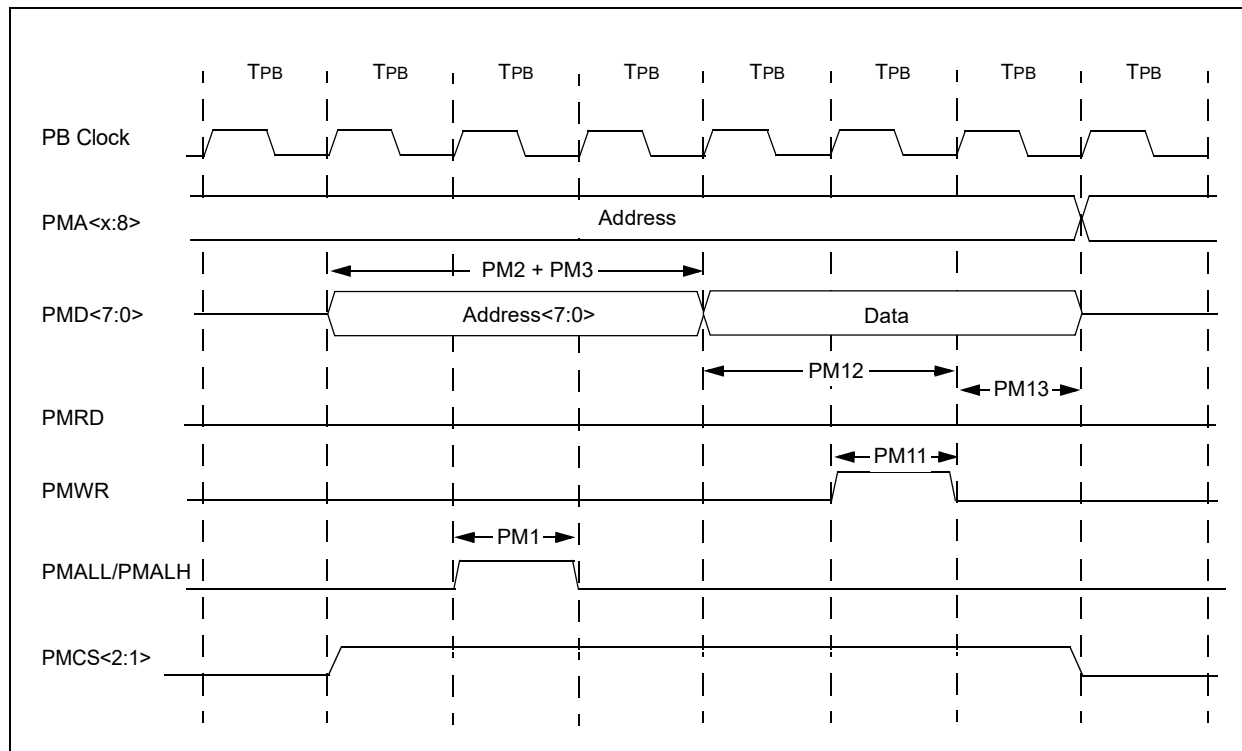 TPB TPB TPB TPB TPB TPB TPB TPB
PB Clock
PMA<x:8>
Address
PM2 + PM3
PMD<7:0>
Address<7:0>
Data
PM12
PM13
PMRD
PM11
PMWR
PM1
PMALL/PMALH
PMCS<2:1>